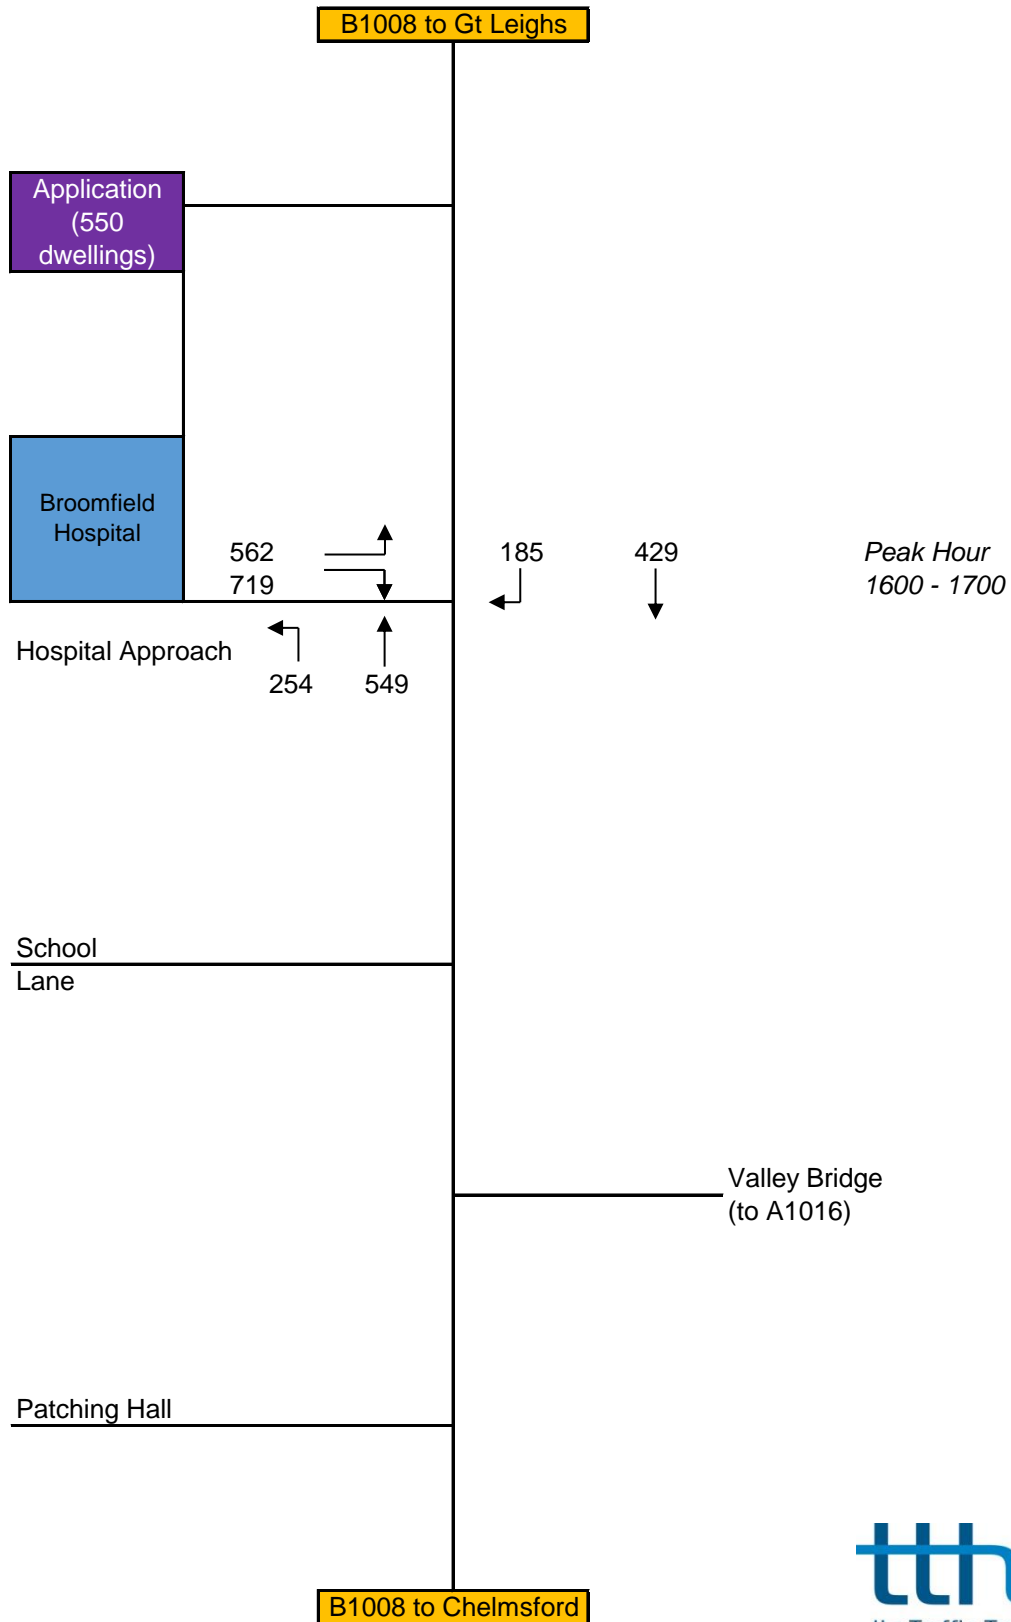 B1008 to Gt Leighs
Application
(550
dwellings)
Broomfield
Hospital
562
719
185
429
Peak Hour
1600 - 1700
Hospital Approach
254
549
School
Lane
Valley Bridge
(to A1016)
Patching Hall
B1008 to Chelmsford